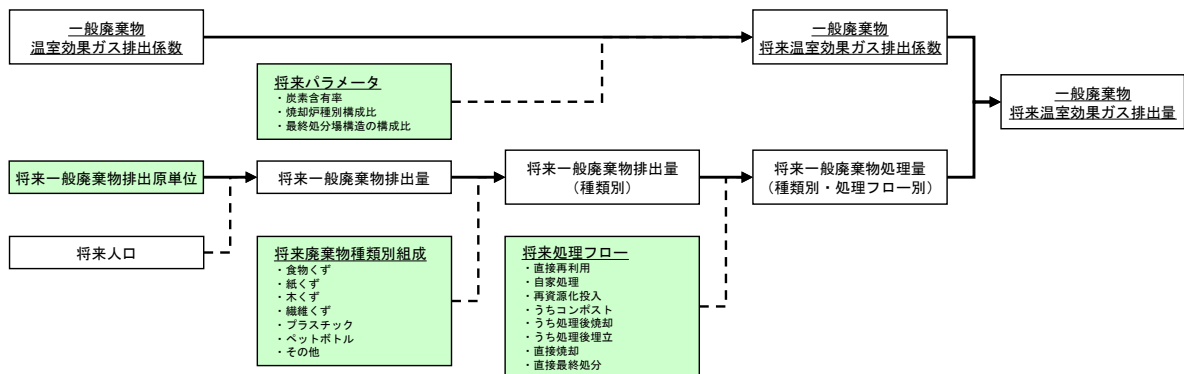 一般廃棄物
温室効果ガス排出係数
一般廃棄物
将来温室効果ガス排出係数
将来パラメータ
・炭素含有率
・焼却炉種別構成比
・最終処分場構造の構成比
一般廃棄物
将来温室効果ガス排出量
将来一般廃棄物排出原単位
将来一般廃棄物排出量
将来一般廃棄物排出量
（種類別）
将来一般廃棄物処理量
（種類別・処理フロー別）
将来人口
将来廃棄物種類別組成
・食物くず
・紙くず
・木くず
・繊維くず
・プラスチック
・ペットボトル
・その他
将来処理フロー
・直接再利用
・自家処理
・再資源化投入
・うちコンポスト
・うち処理後焼却
・うち処理後埋立
・直接焼却
・直接最終処分